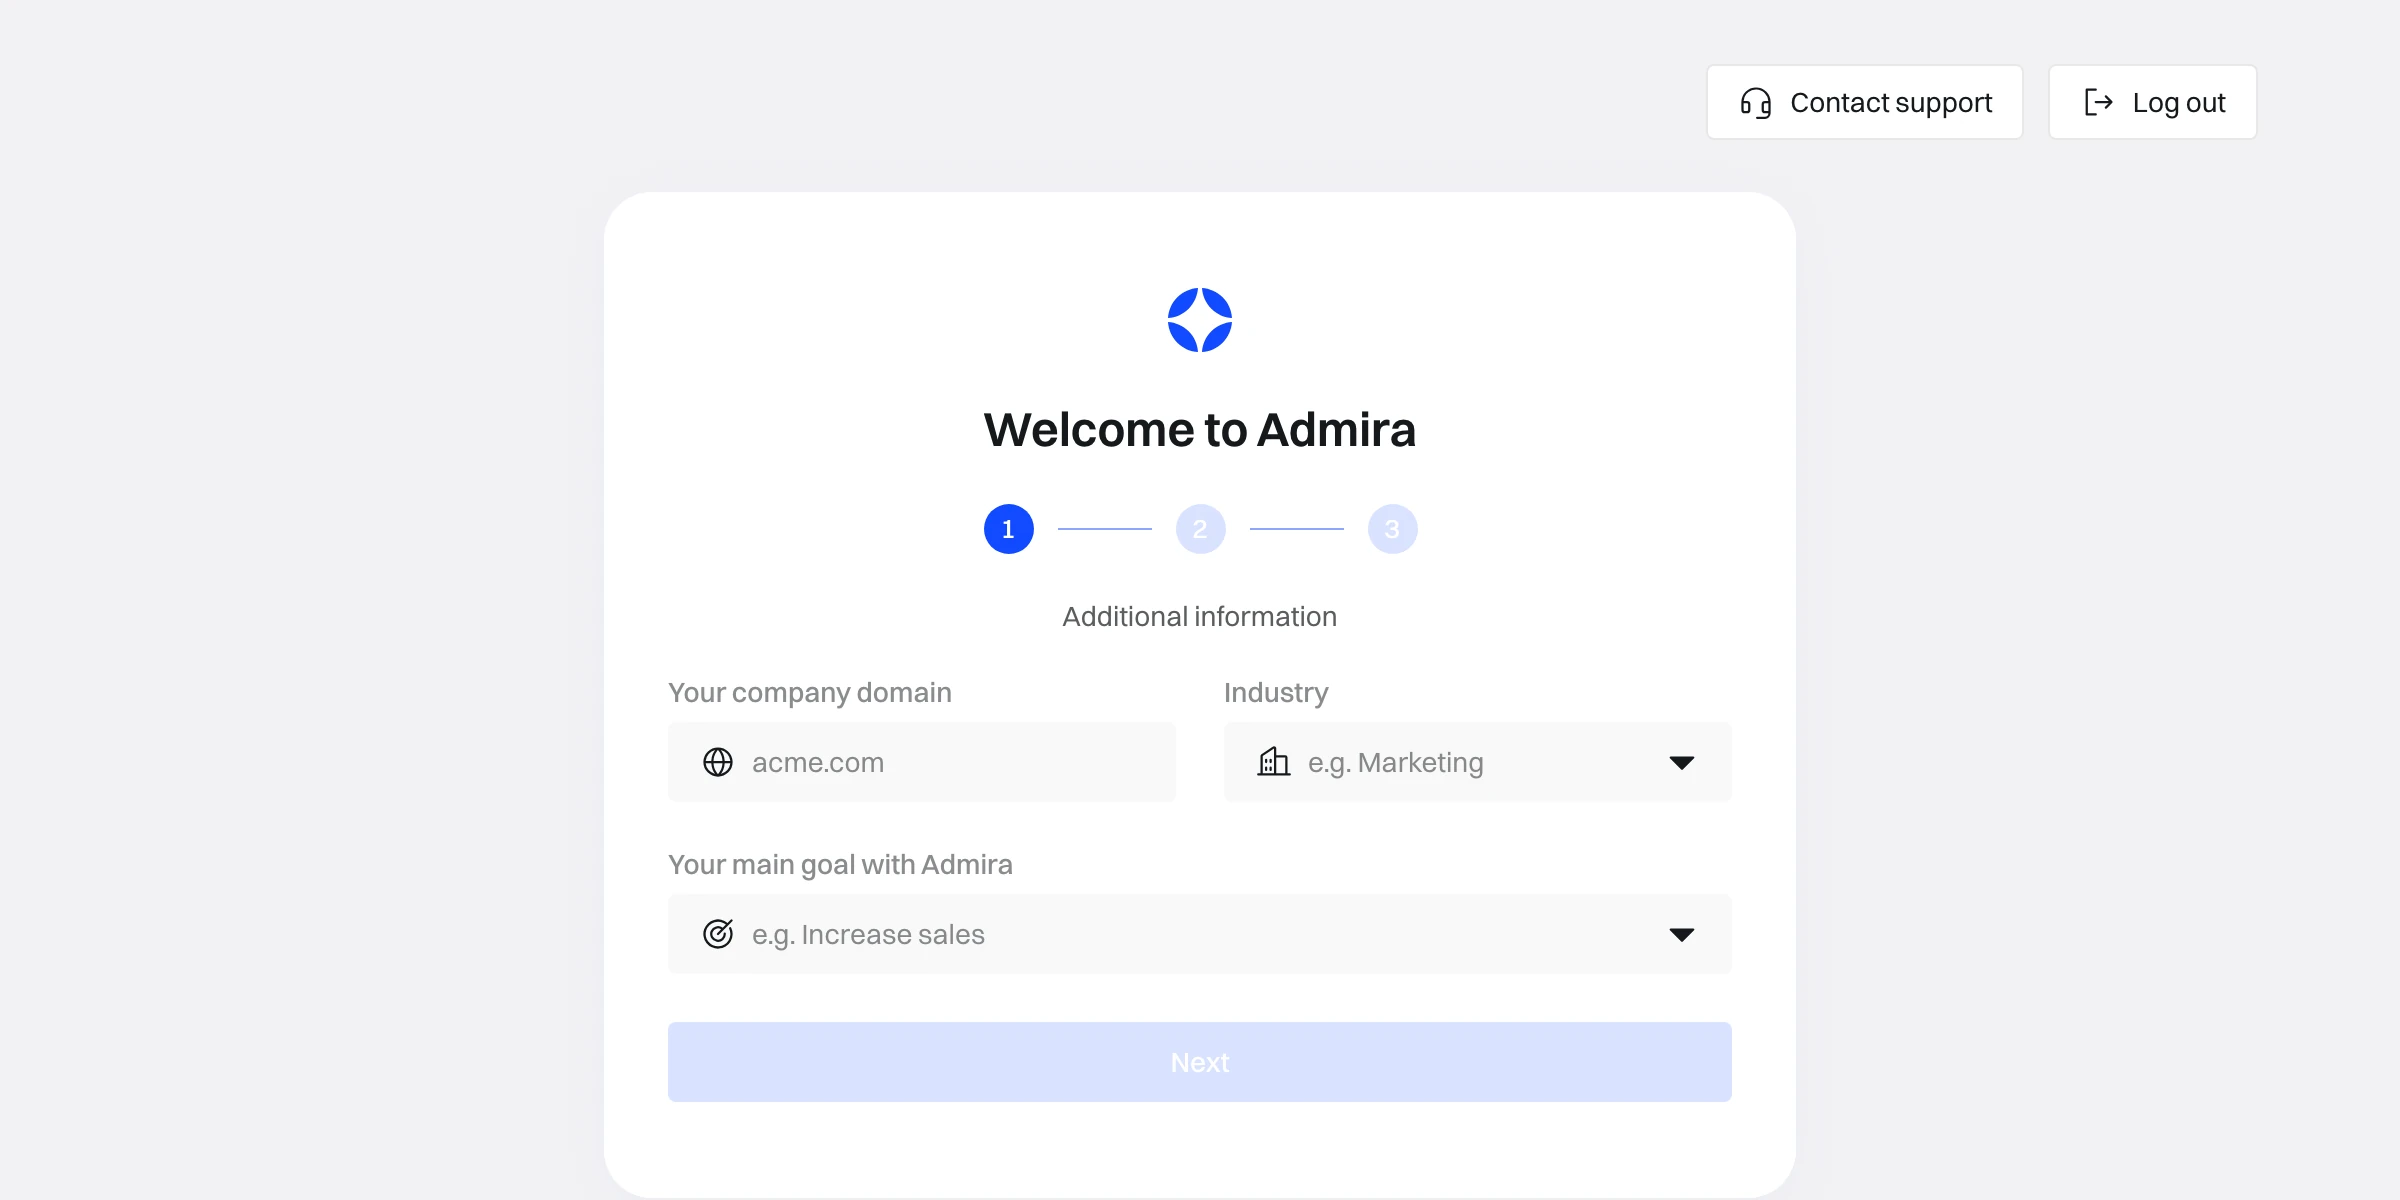 Contact support
Log out
Welcome to Admira
1
2
3
Additional information
Your company domain
Industry
acme.com
e.g. Marketing
Your main goal with Admira
e.g. Increase sales
Next